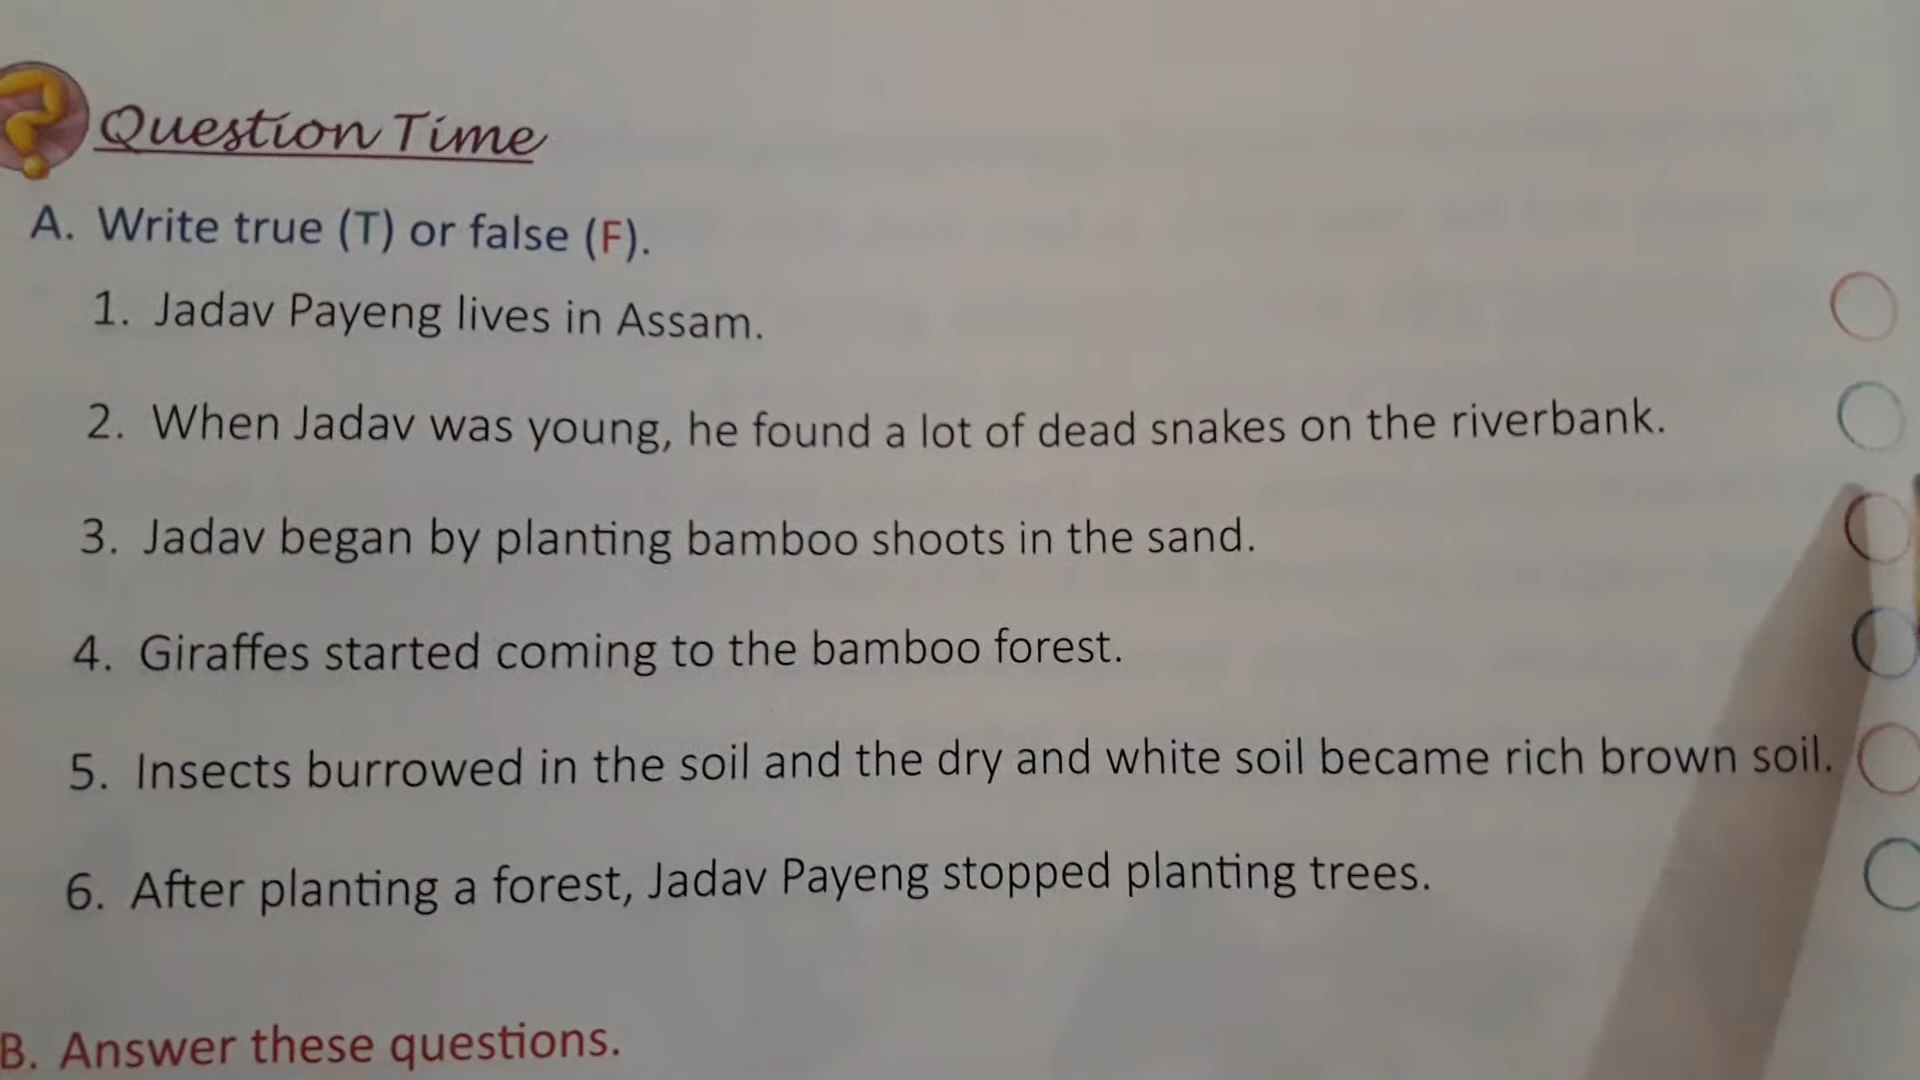 Question Time
A. Write true (T) or false (F).
1. Jadav Payeng lives in Assam.
2. When Jadav was young, he found a lot of dead snakes on the riverbank.
3. Jadav began by planting bamboo shoots in the sand.
4. Giraffes started coming to the bamboo forest.
5. Insects burrowed in the soil and the dry and white soil became rich brown soil.
6. After planting a forest, Jadav Payeng stopped planting trees.
B. Answer these questions.